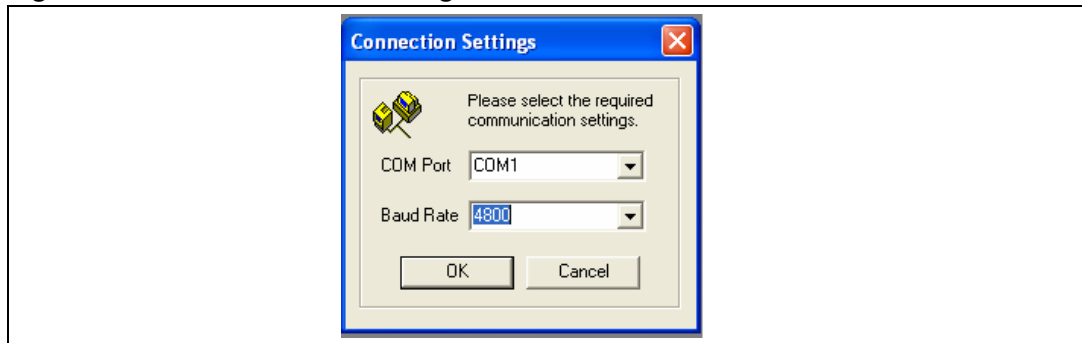 Connection Settings
Please select the required
communication settings.
COM Port COM1
Baud Rate 4800
OK Cancel